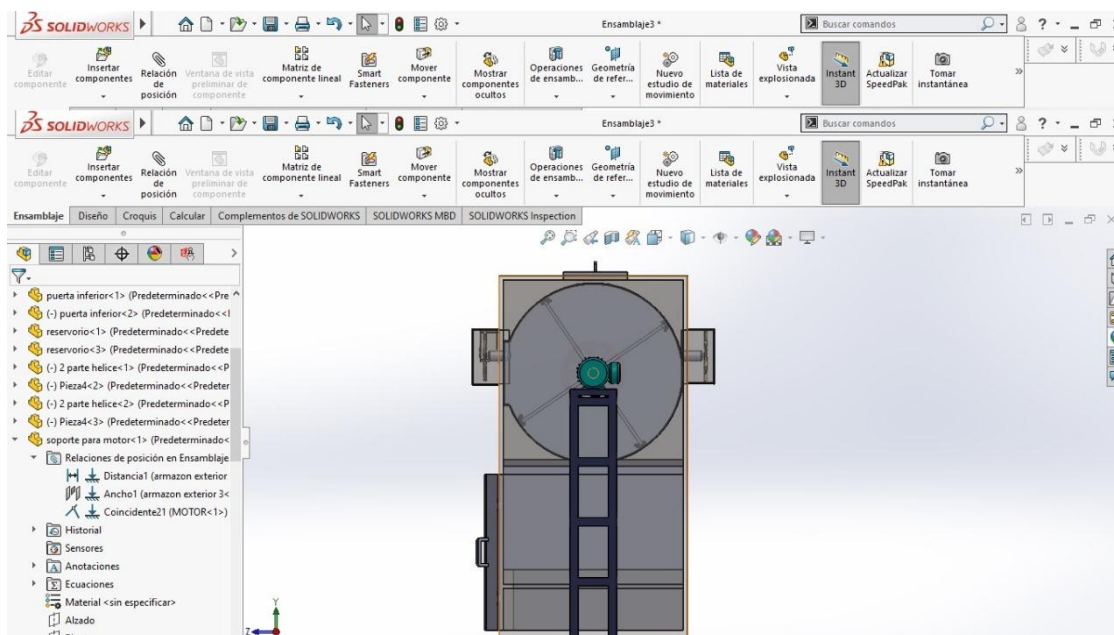 SOLIDWORKS
Ensamblaje3 *
Buscar comandos
?
Editar componente
Insertar componentes
Relación de posición
Ventana de vista preliminar de componente
Matriz de componente lineal
Smart Fasteners
Mover componente
Mostrar componentes ocultos
Operaciones de ensamb...
Geometría de refer...
Nuevo estudio de movimiento
Lista de materiales
Vista explosionada
Instant 3D
Actualizar SpeedPak
Tomar instantánea
»
SOLIDWORKS
Ensamblaje3 *
Buscar comandos
?
Editar componente
Insertar componentes
Relación de posición
Ventana de vista preliminar de componente
Matriz de componente lineal
Smart Fasteners
Mover componente
Mostrar componentes ocultos
Operaciones de ensamb...
Geometría de refer...
Nuevo estudio de movimiento
Lista de materiales
Vista explosionada
Instant 3D
Actualizar SpeedPak
Tomar instantánea
»
Ensamblaje Diseño Croquis Calcular Complementos de SOLIDWORKS SOLIDWORKS MBD SOLIDWORKS Inspection
puerta inferior<1> (Predeterminado<<Pre
(-) puerta inferior<2> (Predeterminado<<
reservorio<1> (Predeterminado<<Predete
reservorio<3> (Predeterminado<<Predete
(-) 2 parte helice<1> (Predeterminado<<P
(-) Pieza4<2> (Predeterminado<<Predeter
(-) 2 parte helice<2> (Predeterminado<<P
(-) Pieza4<3> (Predeterminado<<Predeter
soporte para motor<1> (Predeterminado<
Relaciones de posición en Ensamblaje
Distancia1 (armazon exterior
Ancho1 (armazon exterior 3<
Coincidente21 (MOTOR<1>)
Historial
Sensores
Anotaciones
Ecuaciones
Material <sin especificar>
Alzado
Y
Z